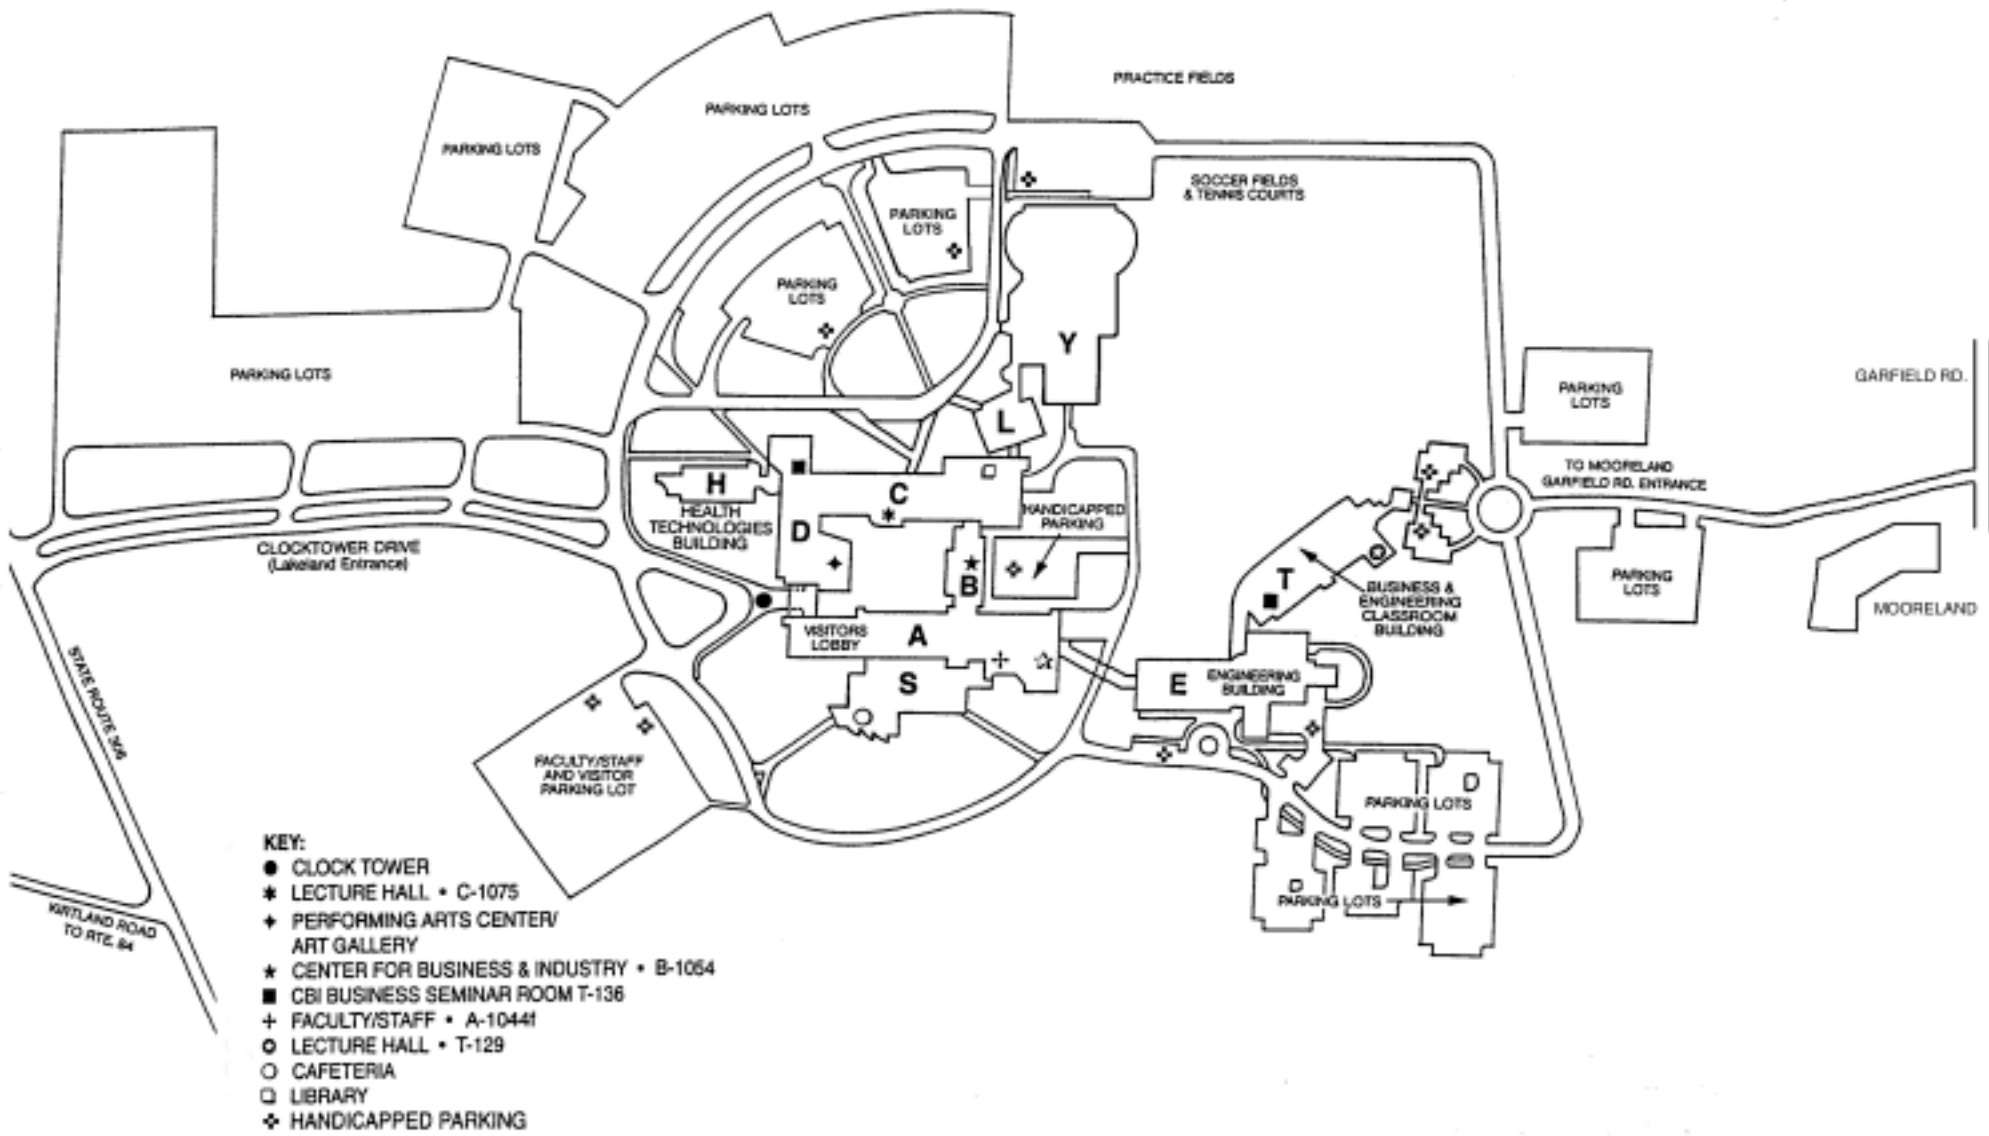 PRACTICE FIELDS
PARKING LOTS
PARKING LOTS
SOCCER FIELDS
& TENNIS COURTS
PARKING
LOTS
PARKING
LOTS
Y
PARKING LOTS
GARFIELD RD.
PARKING
LOTS
L
TO MOORELAND
GARFIELD RD. ENTRANCE
H
C
HEALTH
TECHNOLOGIES
BUILDING
D
HANDICAPPED
PARKING
CLOCKTOWER DRIVE
(Lakeland Entrance)
B
T
BUSINESS &
ENGINEERING
CLASSROOM
BUILDING
PARKING
LOTS
MOORELAND
VISITORS
LOBBY
A
S
E
ENGINEERING
BUILDING
STATE ROUTE 306
FACULTY/STAFF
AND VISITOR
PARKING LOT
PARKING LOTS
PARKING LOTS
KIRTLAND ROAD
TO RTE. 84
KEY:
● CLOCK TOWER
✱ LECTURE HALL • C-1075
✦ PERFORMING ARTS CENTER/
ART GALLERY
★ CENTER FOR BUSINESS & INDUSTRY • B-1054
■ CBI BUSINESS SEMINAR ROOM T-136
+ FACULTY/STAFF • A-1044f
O LECTURE HALL • T-129
○ CAFETERIA
❏ LIBRARY
✣ HANDICAPPED PARKING